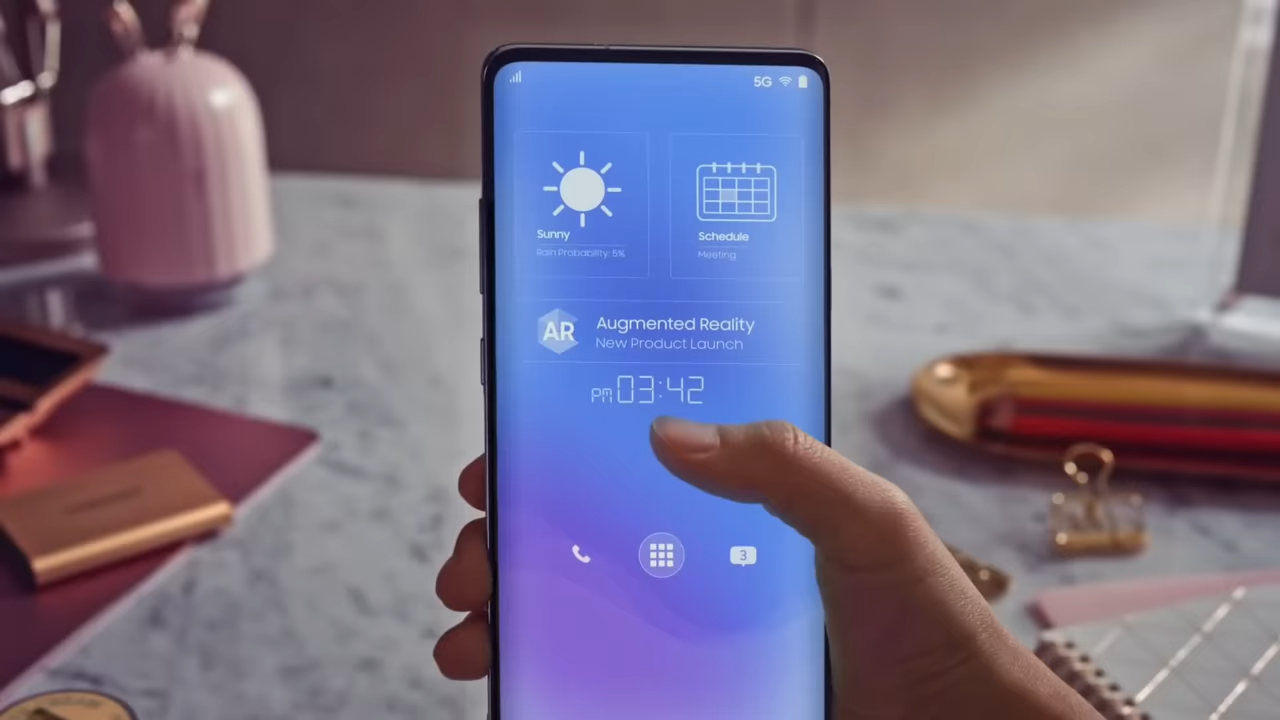 5G
Sunny
Rain Probability: 5%
Schedule
Meeting
AR
Augmented Reality
New Product Launch
PM 03:42
3